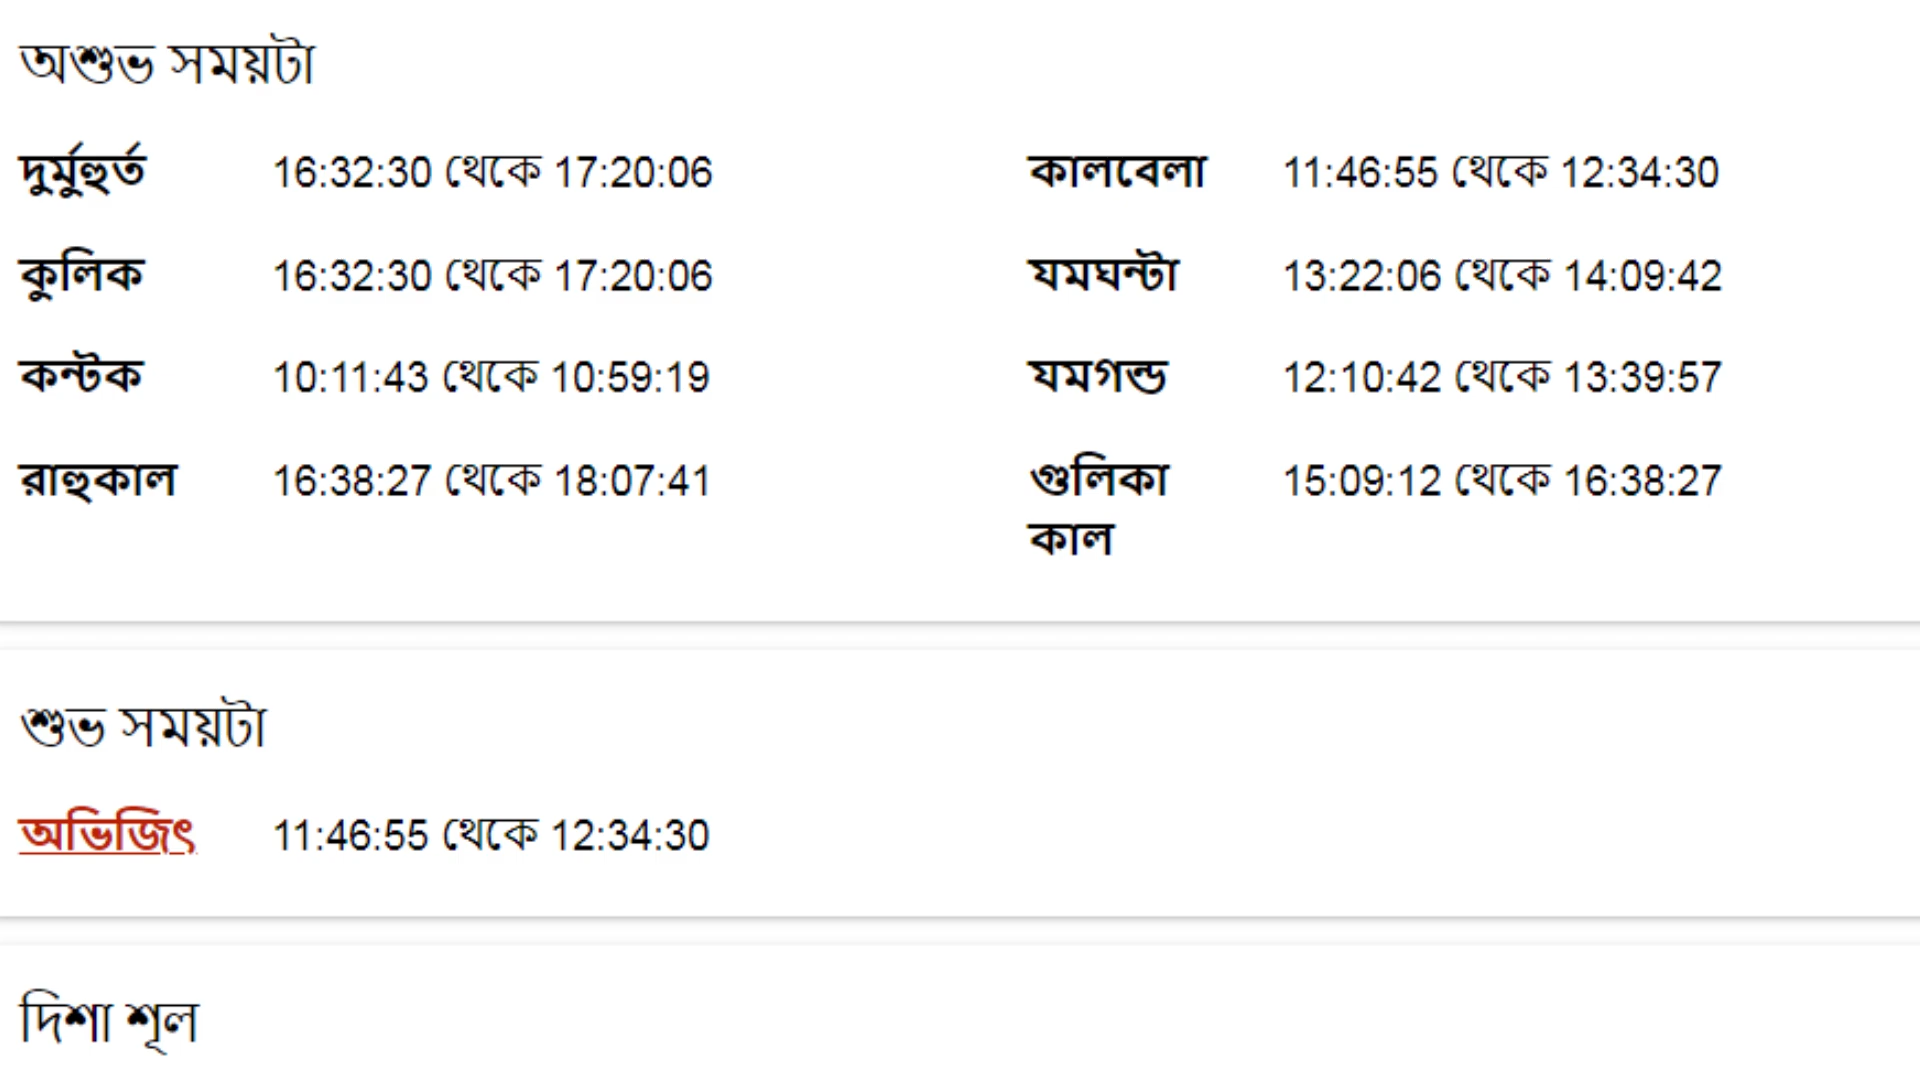 অশুভ সময়টা
দুর্মুহুর্ত 16:32:30 থেকে 17:20:06 কালবেলা 11:46:55 থেকে 12:34:30
কুলিক 16:32:30 থেকে 17:20:06 যমঘন্টা 13:22:06 থেকে 14:09:42
কন্টক 10:11:43 থেকে 10:59:19 যমগন্ড 12:10:42 থেকে 13:39:57
রাহুকাল 16:38:27 থেকে 18:07:41 গুলিকা 15:09:12 থেকে 16:38:27
কাল
শুভ সময়টা
অভিজিৎ 11:46:55 থেকে 12:34:30
দিশা শূল